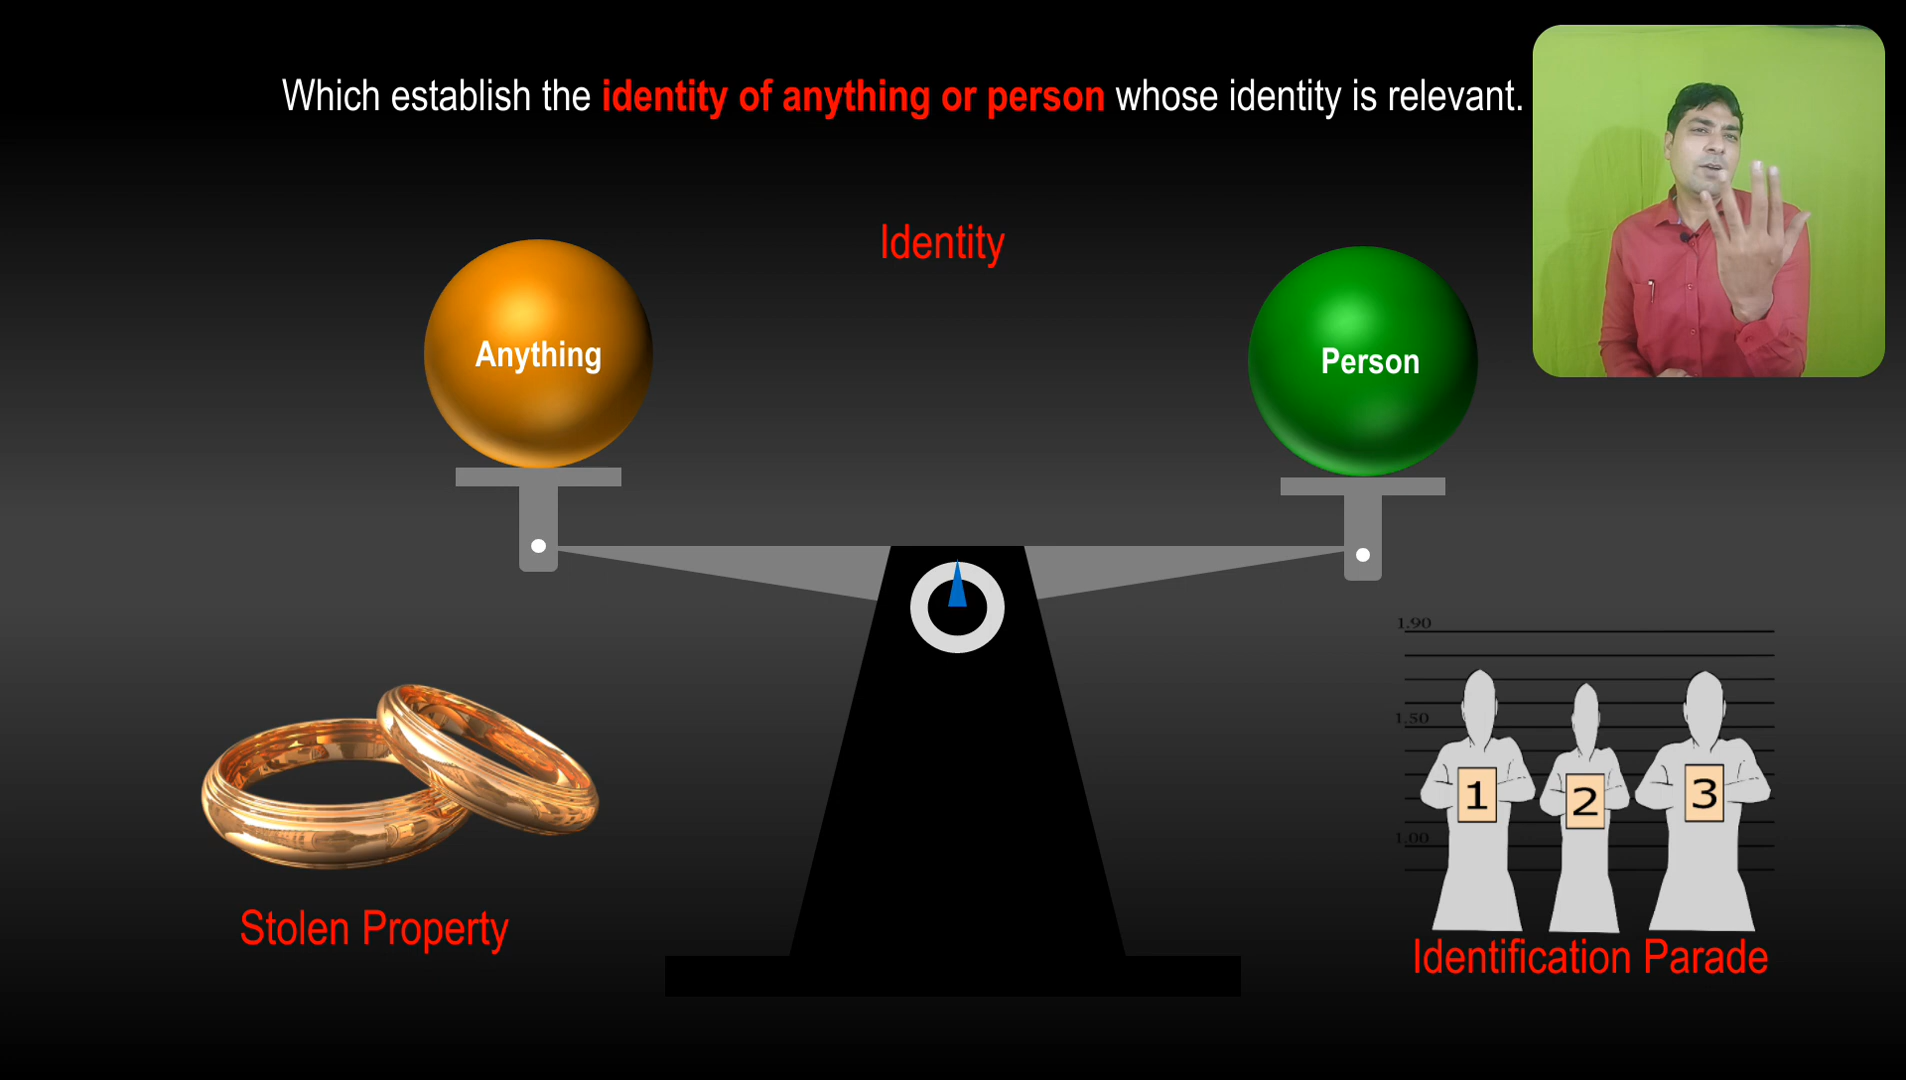 Which establish the identity of anything or person whose identity is relevant.
Identity
Anything
Person
1.90
1.50
1
2
3
1.00
Stolen Property
Identification Parade